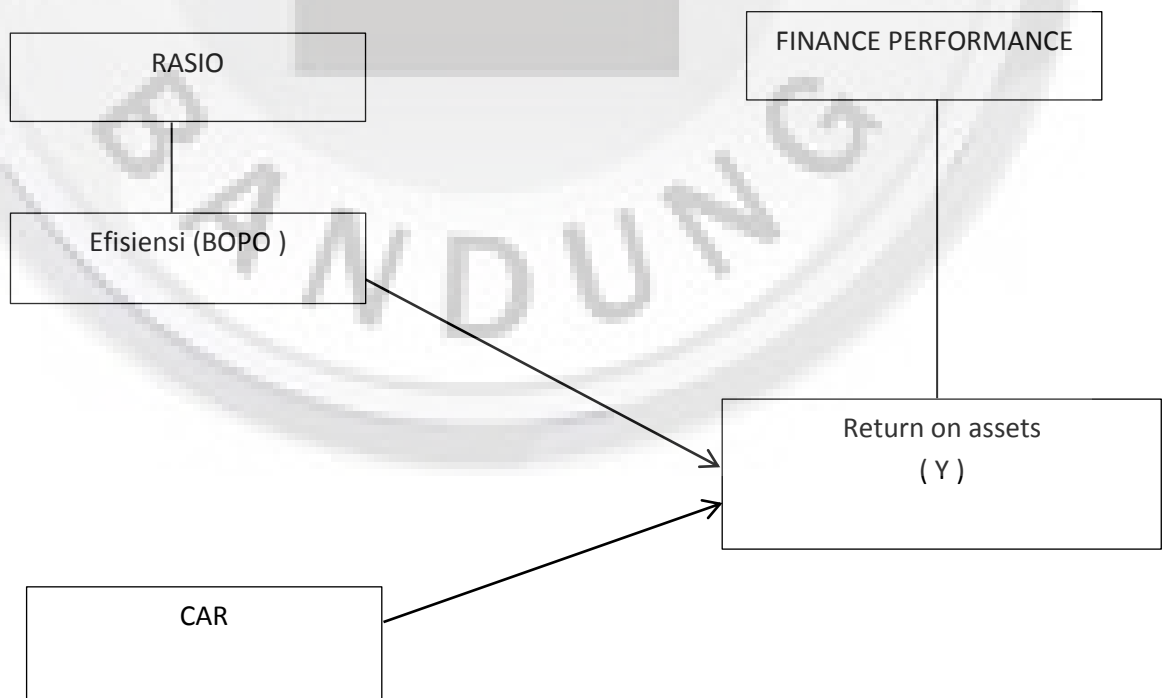 RASIO
FINANCE PERFORMANCE
BANDUNG
Efisiensi (BOPO )
Return on assets
( Y )
CAR